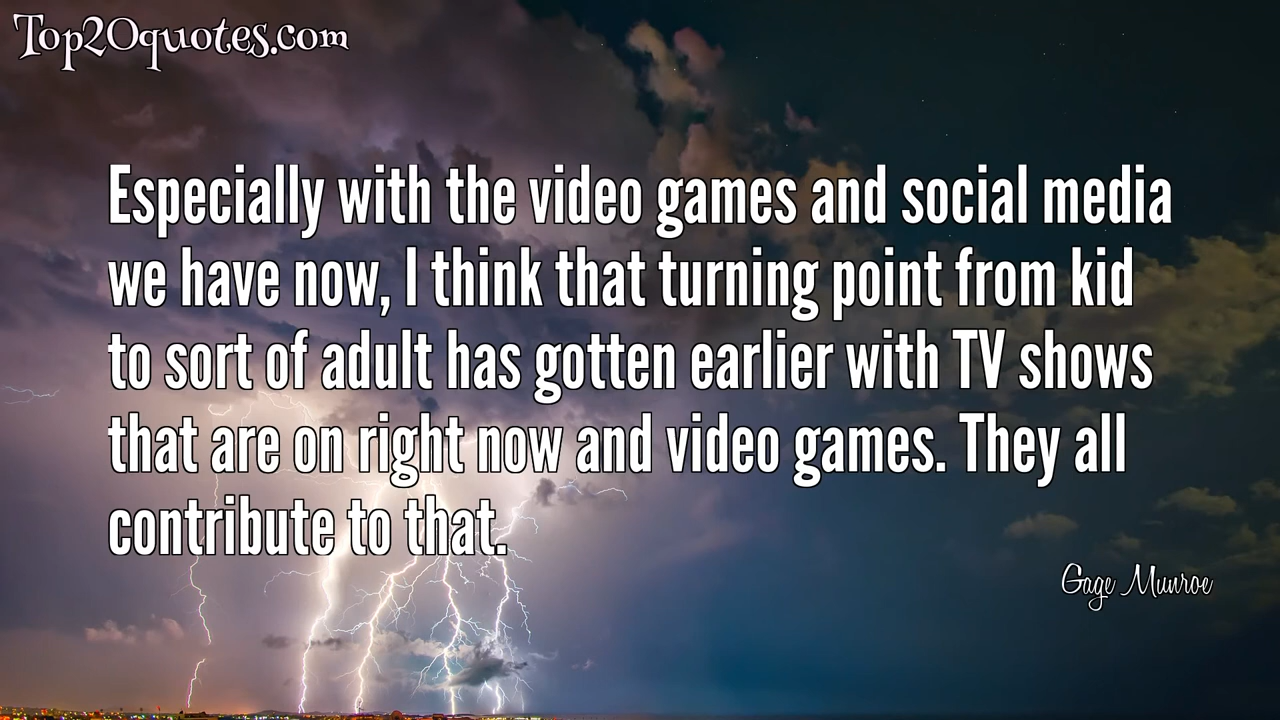 Top20quotes.com
Especially with the video games and social media
we have now, I think that turning point from kid
to sort of adult has gotten earlier with TV shows
that are on right now and video games. They all
contribute to that.
Gage Munroe